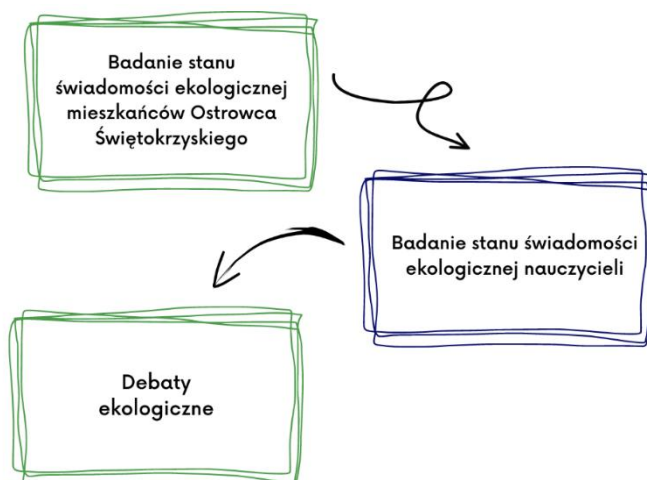 Badanie stanu
świadomości ekologicznej
mieszkańców Ostrowca
Świętokrzyskiego
Badanie stanu świadomości
ekologicznej nauczycieli
Debaty
ekologiczne